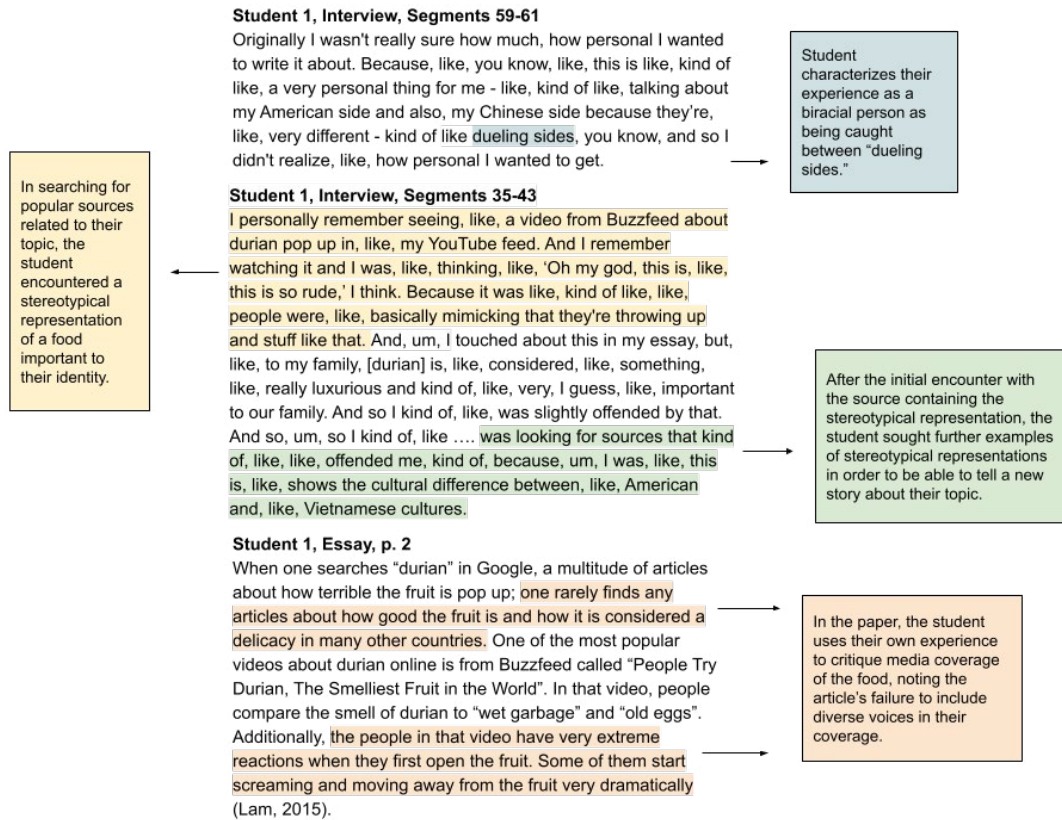 Student 1, Interview, Segments 59-61
Originally I wasn't really sure how much, how personal I wanted
to write it about. Because, like, you know, like, this is like, kind of
like, a very personal thing for me - like, kind of like, talking about
my American side and also, my Chinese side because they're,
like, very different - kind of like dueling sides, you know, and so I
didn't realize, like, how personal I wanted to get.
Student
characterizes their
experience as a
biracial person as
being caught
between “dueling
sides.”
In searching for
popular sources
related to their
topic, the
student
encountered a
stereotypical
representation
of a food
important to
their identity.
Student 1, Interview, Segments 35-43
I personally remember seeing, like, a video from Buzzfeed about
durian pop up in, like, my YouTube feed. And I remember
watching it and I was, like, thinking, like, ‘Oh my god, this is, like,
this is so rude,’ I think. Because it was like, kind of like, like,
people were, like, basically mimicking that they're throwing up
and stuff like that. And, um, I touched about this in my essay, but,
like, to my family, [durian] is, like, considered, like, something,
like, really luxurious and kind of, like, very, I guess, like, important
to our family. And so I kind of, like, was slightly offended by that.
And so, um, so I kind of, like …. was looking for sources that kind
of, like, like, offended me, kind of, because, um, I was, like, this
is, like, shows the cultural difference between, like, American
and, like, Vietnamese cultures.
After the initial encounter with
the source containing the
stereotypical representation, the
student sought further examples
of stereotypical representations
in order to be able to tell a new
story about their topic.
Student 1, Essay, p. 2
When one searches “durian” in Google, a multitude of articles
about how terrible the fruit is pop up; one rarely finds any
articles about how good the fruit is and how it is considered a
delicacy in many other countries. One of the most popular
videos about durian online is from Buzzfeed called “People Try
Durian, The Smelliest Fruit in the World”. In that video, people
compare the smell of durian to “wet garbage” and “old eggs”.
Additionally, the people in that video have very extreme
reactions when they first open the fruit. Some of them start
screaming and moving away from the fruit very dramatically
(Lam, 2015).
In the paper, the student
uses their own experience
to critique media coverage
of the food, noting the
article's failure to include
diverse voices in their
coverage.